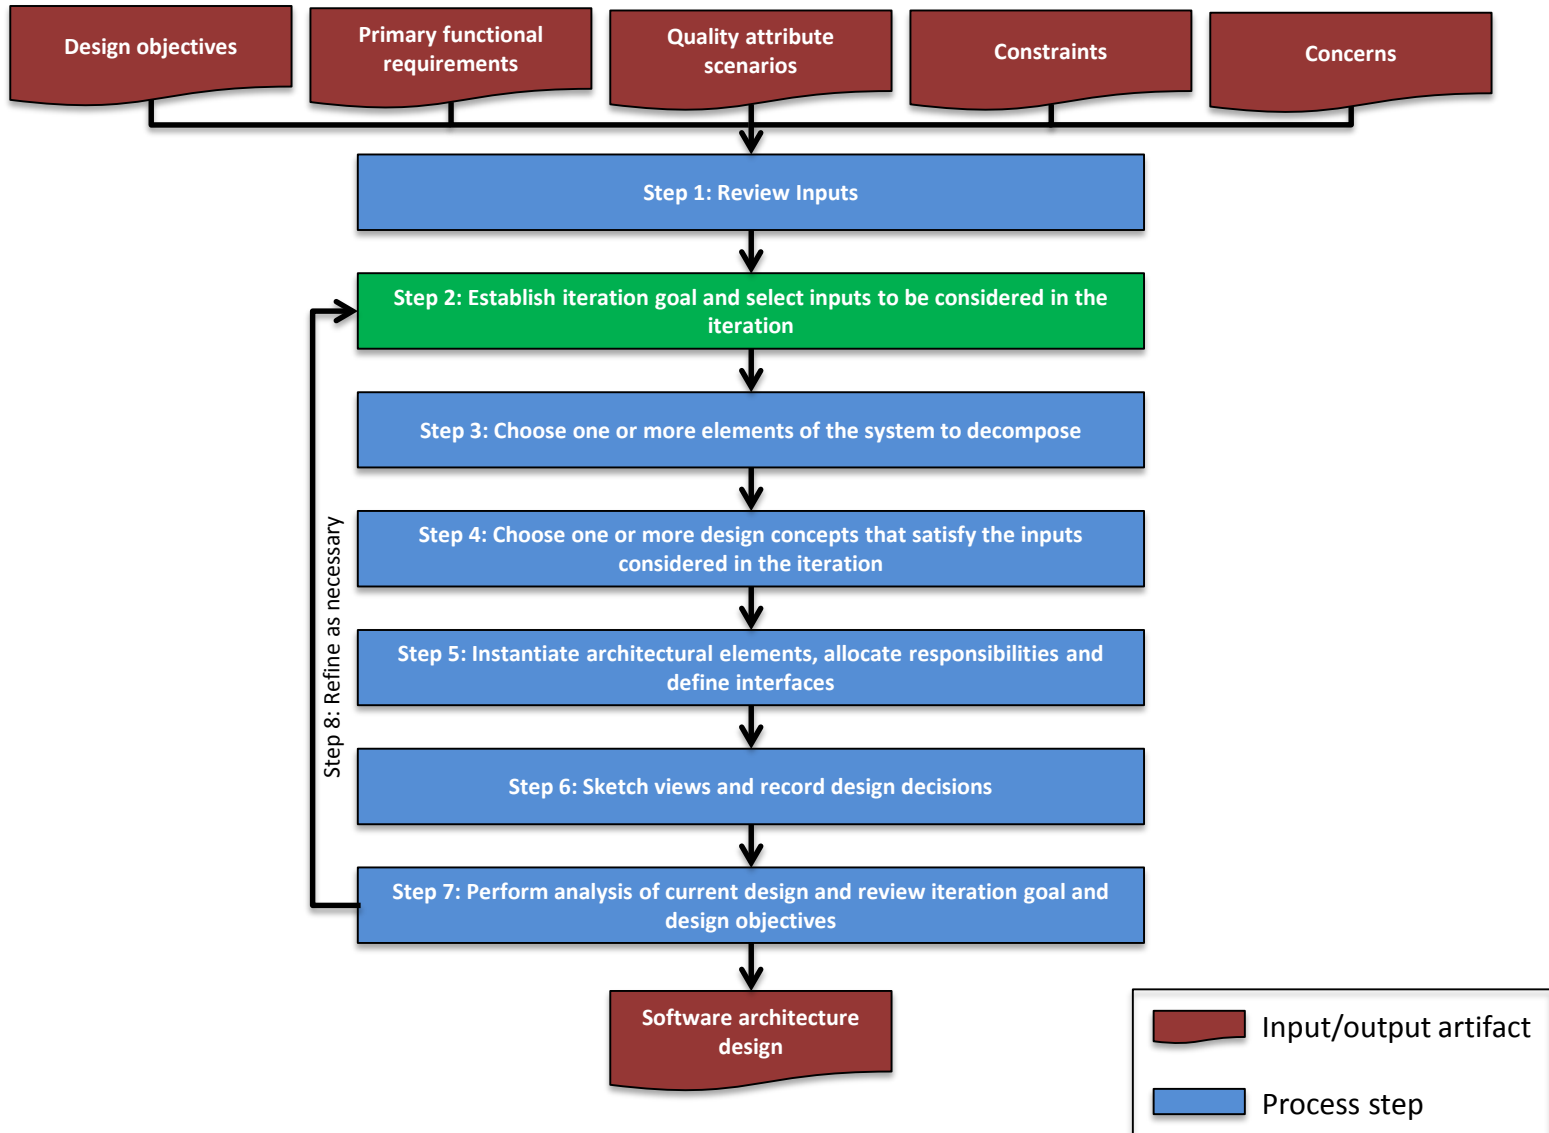 Design objectives
Primary functional
requirements
Quality attribute
scenarios
Constraints
Concerns
Step 1: Review Inputs
Step 2: Establish iteration goal and select inputs to be considered in the
iteration
Step 3: Choose one or more elements of the system to decompose
Step 4: Choose one or more design concepts that satisfy the inputs
considered in the iteration
Step 5: Instantiate architectural elements, allocate responsibilities and
define interfaces
Step 6: Sketch views and record design decisions
Step 7: Perform analysis of current design and review iteration goal and
design objectives
Step 8: Refine as necessary
Software architecture
design
Input/output artifact
Process step